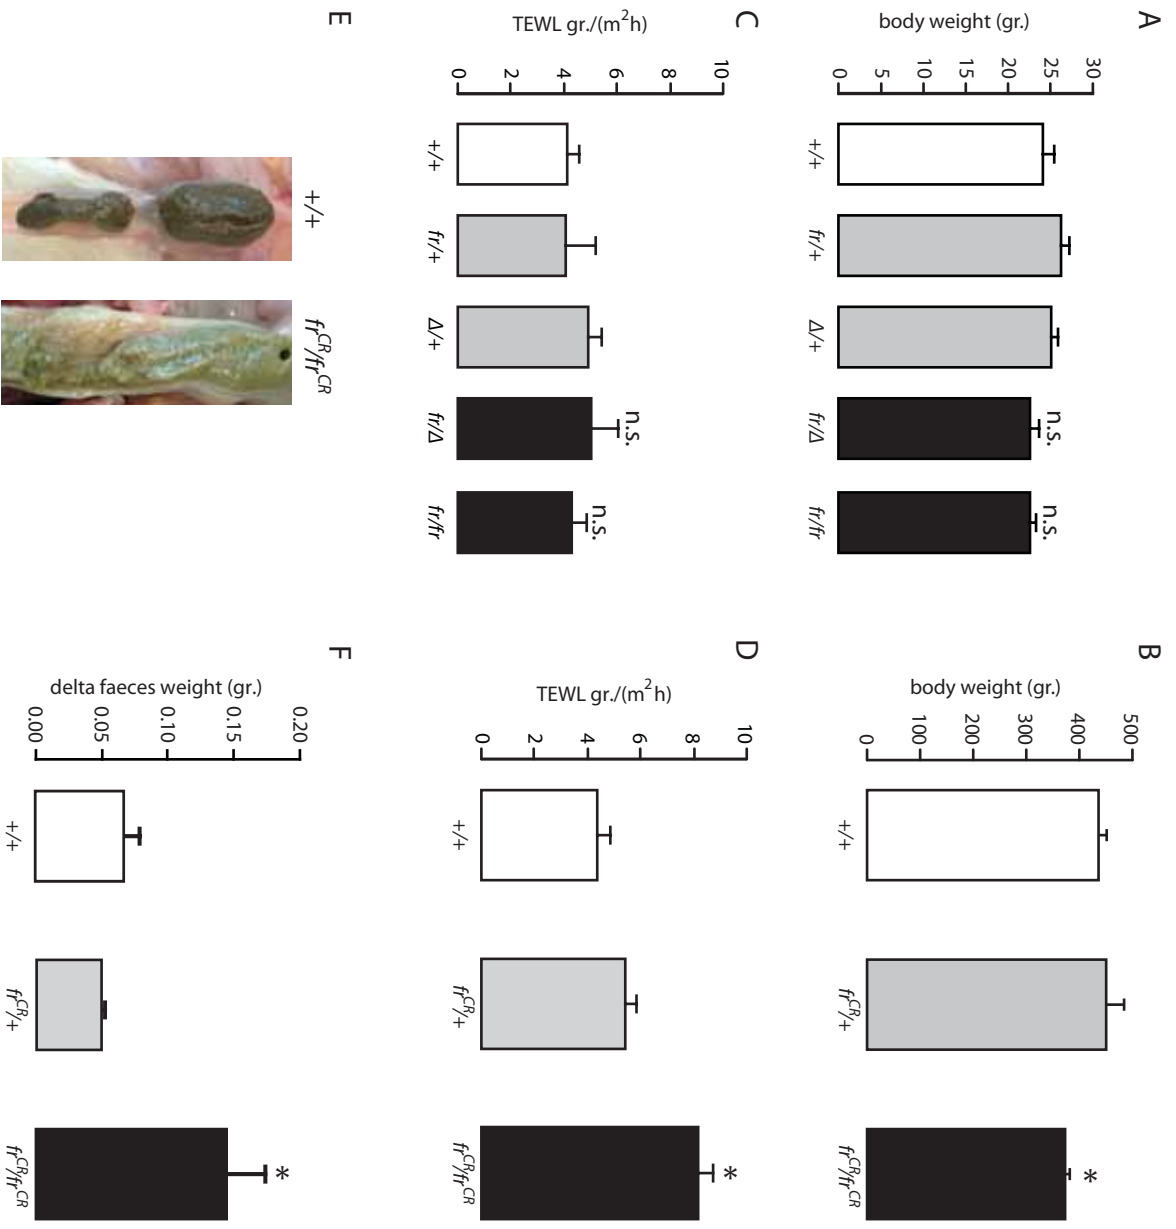 A
body weight (gr.)
30
25
20
15
10
5
0
+/+
fr/+
Δ/+
fr/Δ
fr/fr
n.s.
n.s.
B
body weight (gr.)
500
400
300
200
100
0
+/+
fr^CR/+
fr^CR/fr^CR
*
C
TEWL gr./(m²h)
10
8
6
4
2
0
+/+
fr/+
Δ/+
fr/Δ
fr/fr
n.s.
n.s.
D
TEWL gr./(m²h)
10
8
6
4
2
0
+/+
fr^CR/+
fr^CR/fr^CR
*
E
+/+
fr^CR/fr^CR
F
delta faeces weight (gr.)
0.20
0.15
0.10
0.05
0.00
+/+
fr^CR/+
fr^CR/fr^CR
*